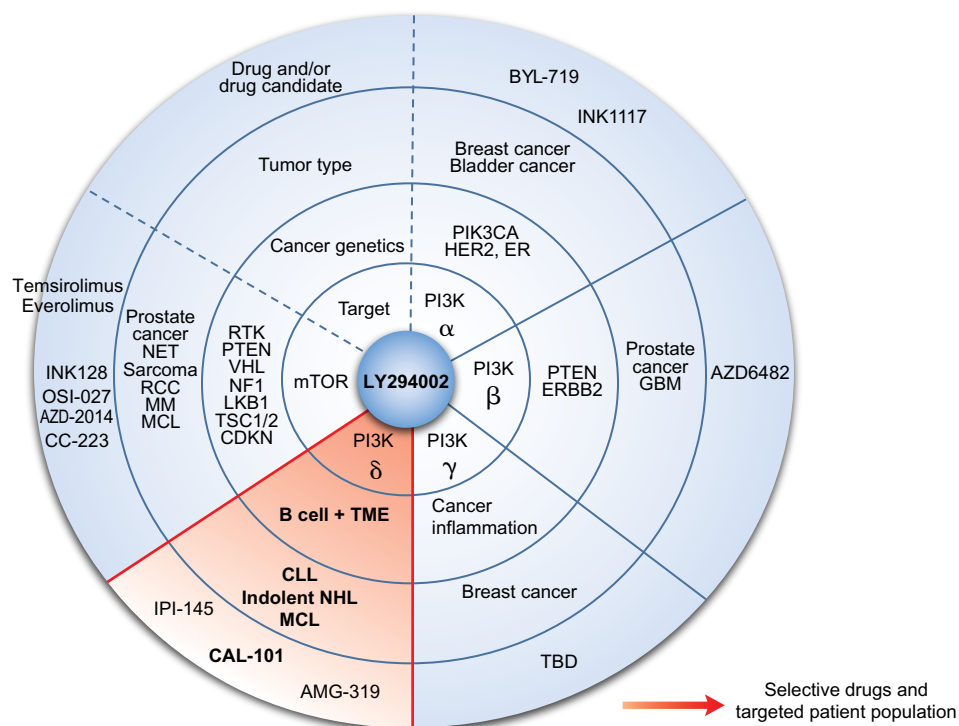 Drug and/or
drug candidate
Tumor type
Cancer genetics
Target
BYL-719
INK1117
Breast cancer
Bladder cancer
PIK3CA
HER2, ER
PI3K
α
LY294002
PI3K
β
PTEN
ERBB2
Prostate
cancer
GBM
AZD6482
PI3K
γ
Cancer
inflammation
Breast cancer
TBD
PI3K
δ
B cell + TME
CLL
Indolent NHL
MCL
IPI-145
CAL-101
AMG-319
mTOR
RTK
PTEN
VHL
NF1
LKB1
TSC1/2
CDKN
Prostate
cancer
NET
Sarcoma
RCC
MM
MCL
Temsirolimus
Everolimus
INK128
OSI-027
AZD-2014
CC-223
Selective drugs and
targeted patient population